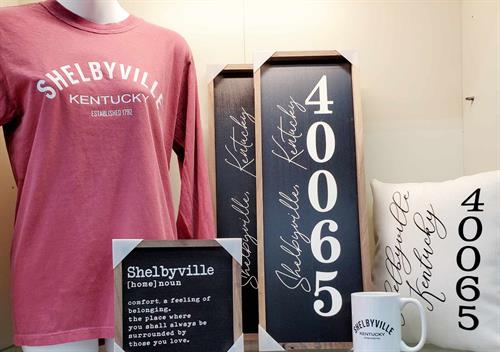 SHELBYVILLE
KENTUCKY
ESTABLISHED 1792
Shelbyville, Kentucky
Shelbyville, Kentucky
40065
Shelbyville
[home] noun
comfort. a feeling of
belonging.
the place where
you shall always be
surrounded by
those you love.
SHELBYVILLE
KENTUCKY
Shelbyville
Kentucky
40065